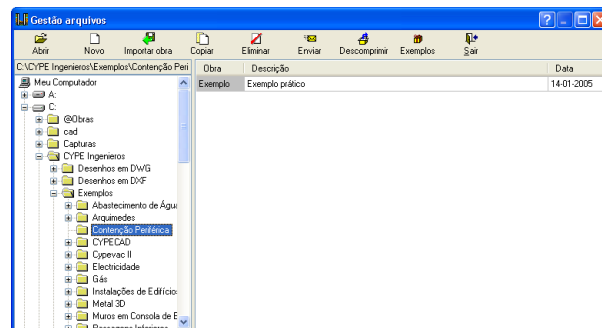 Gestão arquivos
Abrir Novo Importar obra Copiar Eliminar Enviar Descomprimir Exemplos Sair
C:\CYPE Ingenieros\Exemplos\Contenção Peri
Obra Descrição Data
Exemplo Exemplo prático 14-01-2005
Meu Computador
A:
C:
@Obras
cad
Capturas
CYPE Ingenieros
Desenhos em DWG
Desenhos em DXF
Exemplos
Abastecimento de Águ
Arquimedes
Contenção Periférica
CYPECAD
Cypevac II
Electricidade
Gás
Instalações de Edifício
Metal 3D
Muros em Consola de E